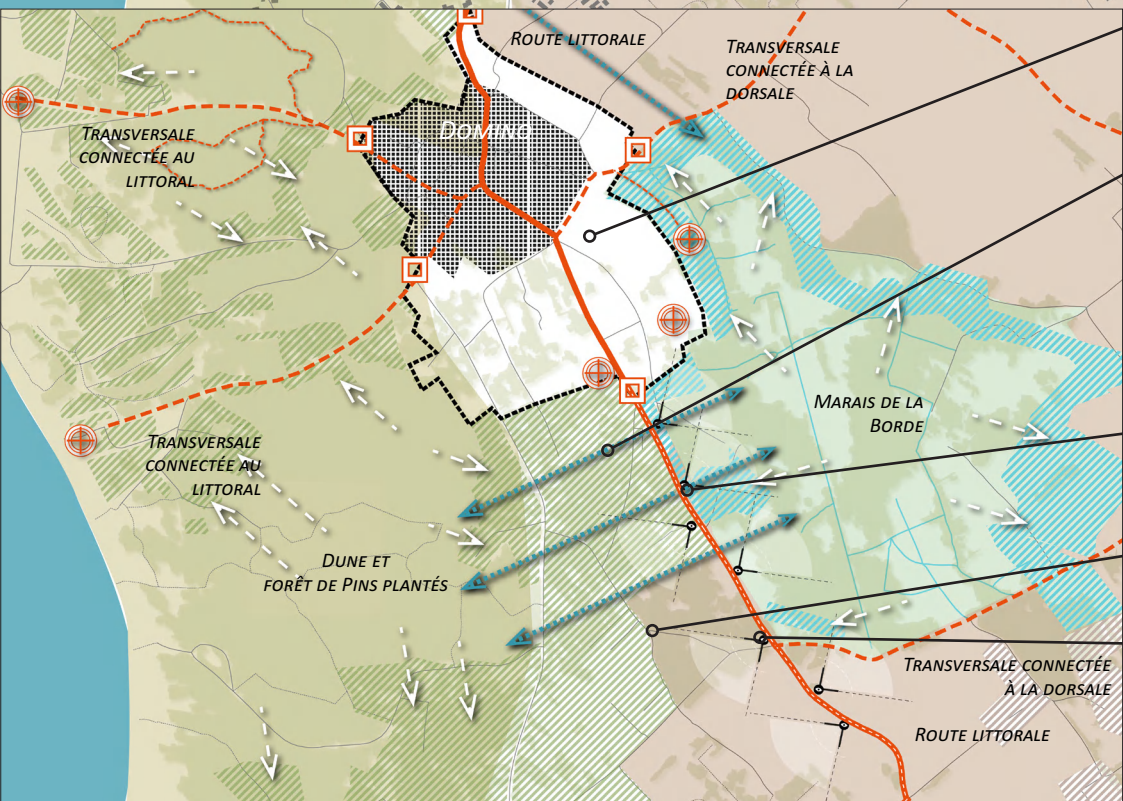 ROUTE LITTORALE
TRANSVERSALE
CONNECTÉE À LA
DORSALE
DOMINO
TRANSVERSALE
CONNECTÉE AU
LITTORAL
MARAIS DE LA
BORDE
TRANSVERSALE
CONNECTÉE AU
LITTORAL
DUNE ET
FORÊT DE PINS PLANTÉS
TRANSVERSALE CONNECTÉE
À LA DORSALE
ROUTE LITTORALE